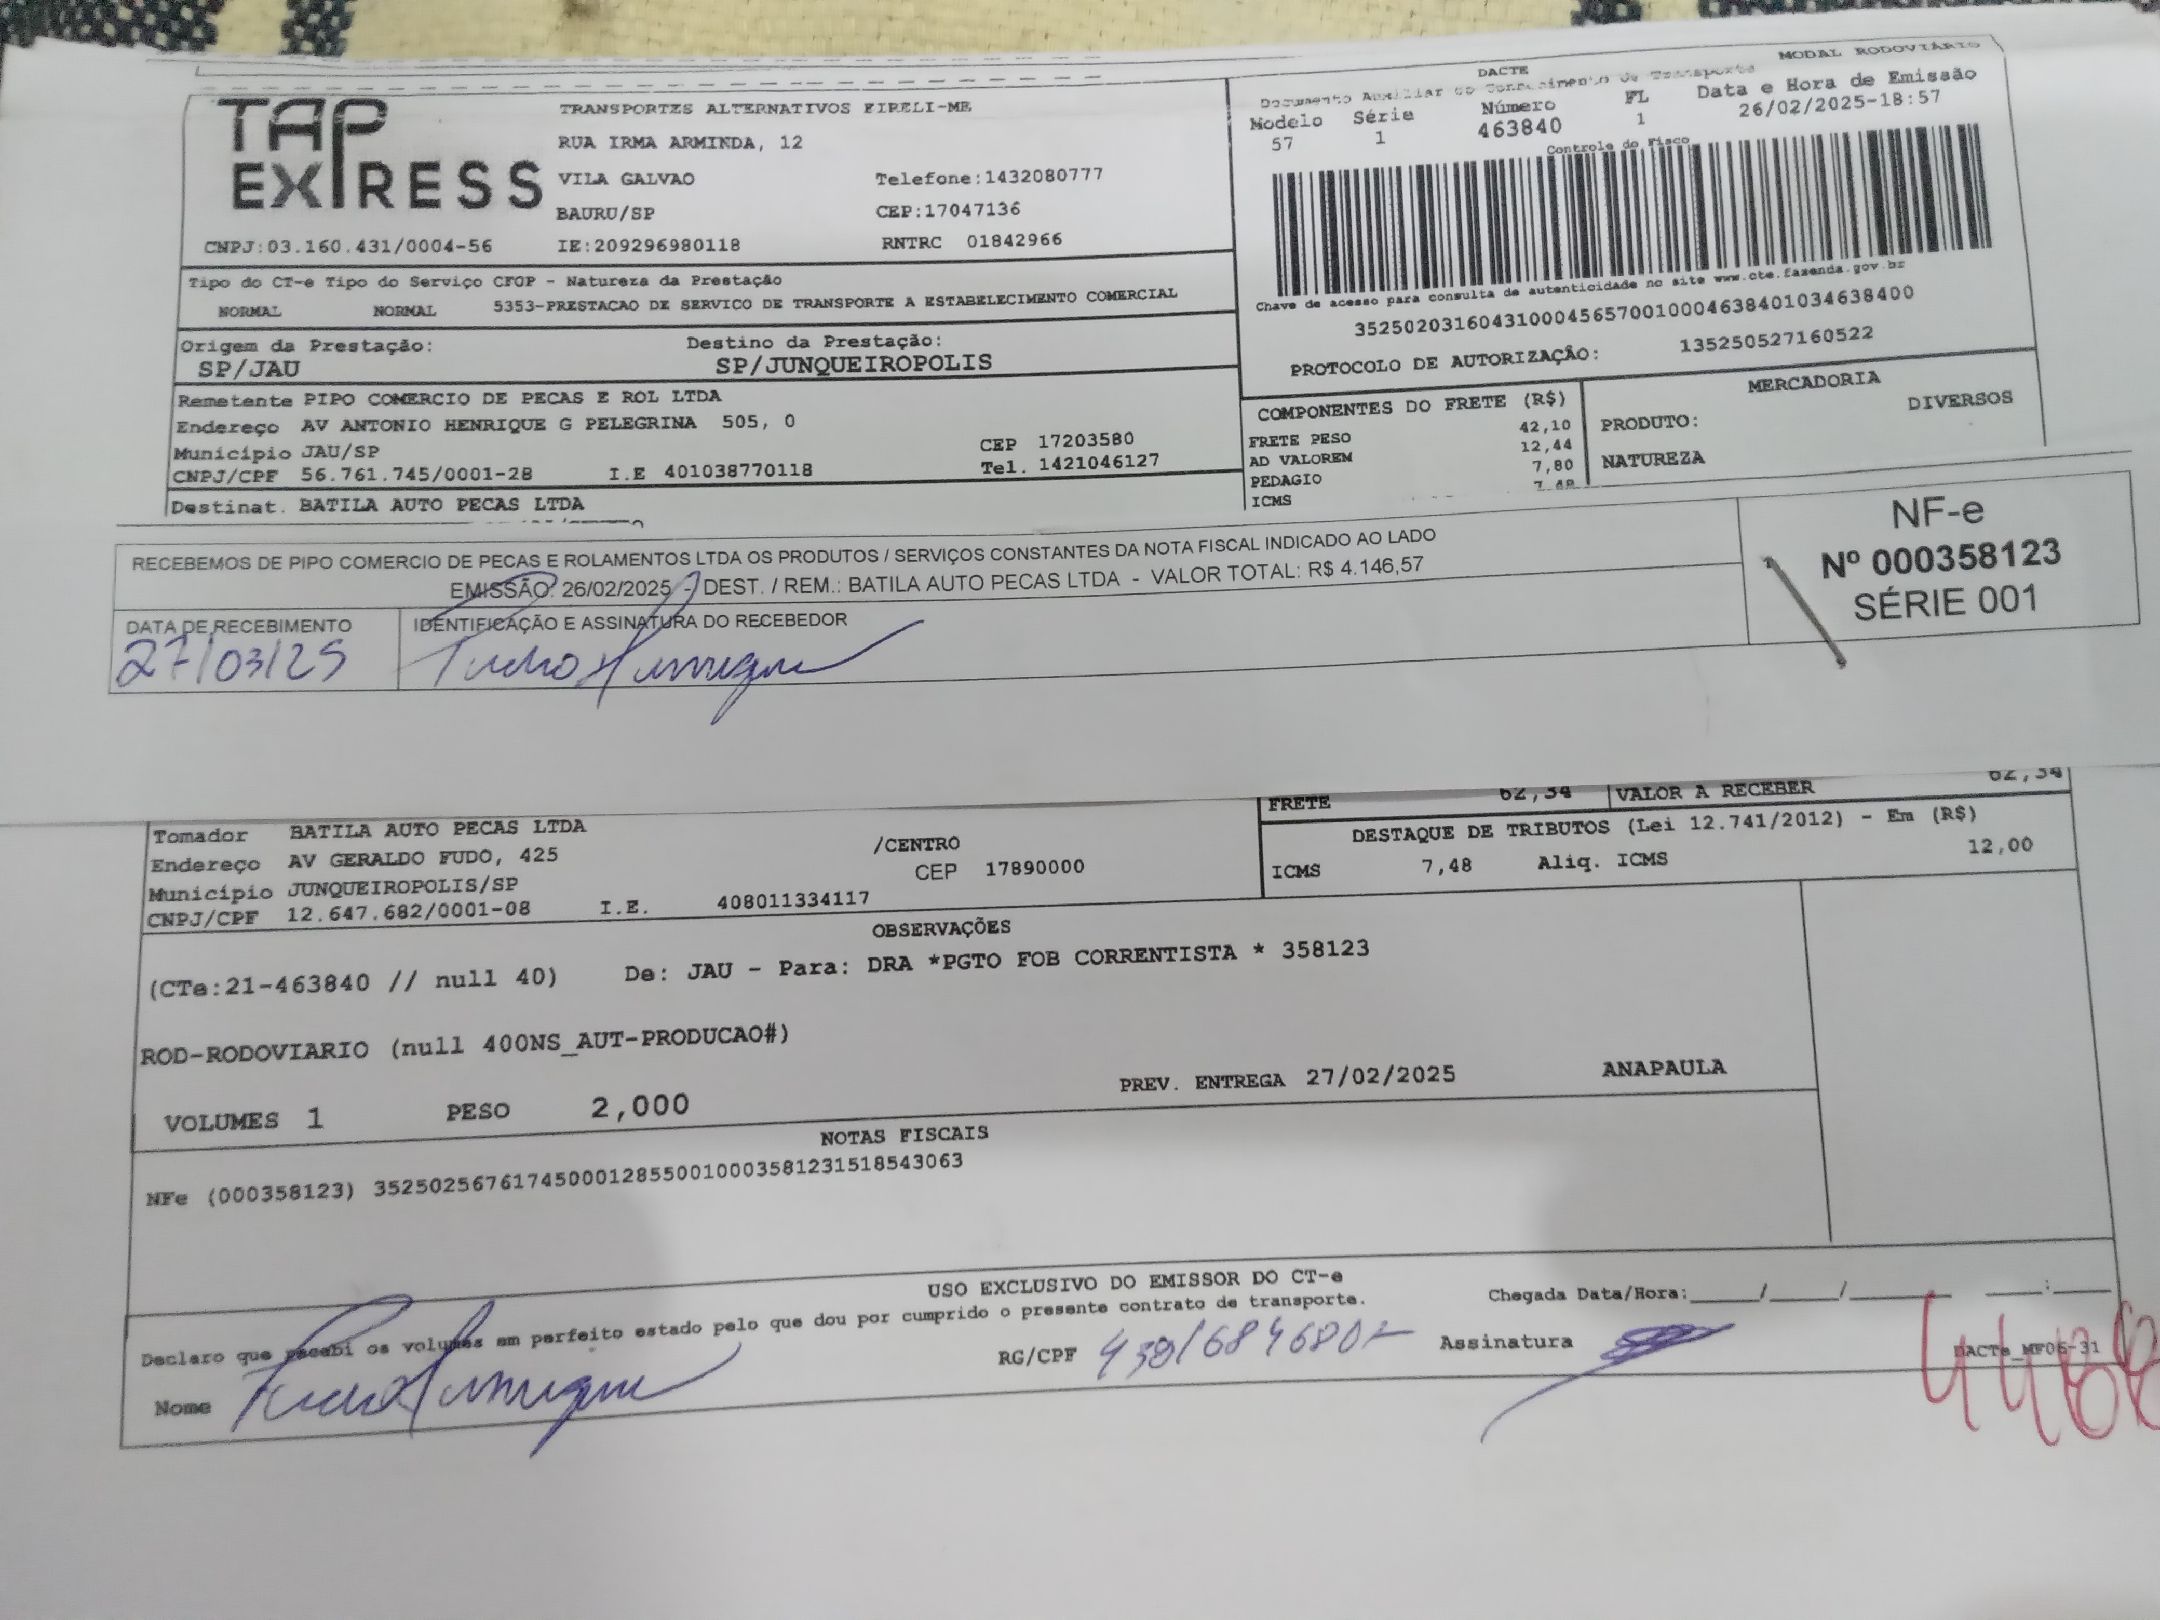 MODAL RODOVIÁRIO
DACTE
Documento Auxiliar do Conhecimento de Transporte
Modelo Série Número FL Data e Hora de Emissão
57 1 463840 1 26/02/2025-18:57
Controle do Fisco
TAP EXPRESS
TRANSPORTES ALTERNATIVOS EIRELI-ME
RUA IRMA ARMINDA, 12
VILA GALVAO Telefone:1432080777
BAURU/SP CEP:17047136
CNPJ:03.160.431/0004-56 IE:209296980118 RNTRC 01842966
Tipo do CT-e Tipo do Serviço CFOP - Natureza da Prestação
NORMAL NORMAL 5353-PRESTACAO DE SERVICO DE TRANSPORTE A ESTABELECIMENTO COMERCIAL
Chave de acesso para consulta de autenticidade no site www.cte.fazenda.gov.br
35250203160431000456570010004638401034638400
PROTOCOLO DE AUTORIZAÇÃO: 135250527160522
Origem da Prestação: Destino da Prestação:
SP/JAU SP/JUNQUEIROPOLIS
Remetente PIPO COMERCIO DE PECAS E ROL LTDA
Endereço AV ANTONIO HENRIQUE G PELEGRINA 505, 0
Município JAU/SP CEP 17203580
CNPJ/CPF 56.761.745/0001-28 I.E 401038770118 Tel. 1421046127
Destinat. BATILA AUTO PECAS LTDA
COMPONENTES DO FRETE (R$)
FRETE PESO 42,10
AD VALOREM 12,44
PEDAGIO 7,80
ICMS 7,48
MERCADORIA
PRODUTO: DIVERSOS
NATUREZA
RECEBEMOS DE PIPO COMERCIO DE PECAS E ROLAMENTOS LTDA OS PRODUTOS / SERVIÇOS CONSTANTES DA NOTA FISCAL INDICADO AO LADO
EMISSÃO: 26/02/2025 - DEST. / REM.: BATILA AUTO PECAS LTDA - VALOR TOTAL: R$ 4.146,57
DATA DE RECEBIMENTO IDENTIFICAÇÃO E ASSINATURA DO RECEBEDOR
27/03/25
NF-e
Nº 000358123
SÉRIE 001
FRETE 62,34 VALOR A RECEBER 62,34
Tomador BATILA AUTO PECAS LTDA
Endereço AV GERALDO FUDO, 425 /CENTRO
Município JUNQUEIROPOLIS/SP CEP 17890000
CNPJ/CPF 12.647.682/0001-08 I.E. 408011334117
DESTAQUE DE TRIBUTOS (Lei 12.741/2012) - Em (R$)
ICMS 7,48 Aliq. ICMS 12,00
OBSERVAÇÕES
(CTe:21-463840 // null 40) De: JAU - Para: DRA *PGTO FOB CORRENTISTA * 358123
ROD-RODOVIARIO (null 400NS_AUT-PRODUCAO#)
VOLUMES 1 PESO 2,000 PREV. ENTREGA 27/02/2025 ANAPAULA
NOTAS FISCAIS
NFe (000358123) 35250256761745000128550010003581231518543063
USO EXCLUSIVO DO EMISSOR DO CT-e
Declaro que recebi os volumes em perfeito estado pelo que dou por cumprido o presente contrato de transporte.
Chegada Data/Hora:_____/_____/_______ ____:____
Nome RG/CPF Assinatura
DACTe_MF06-31